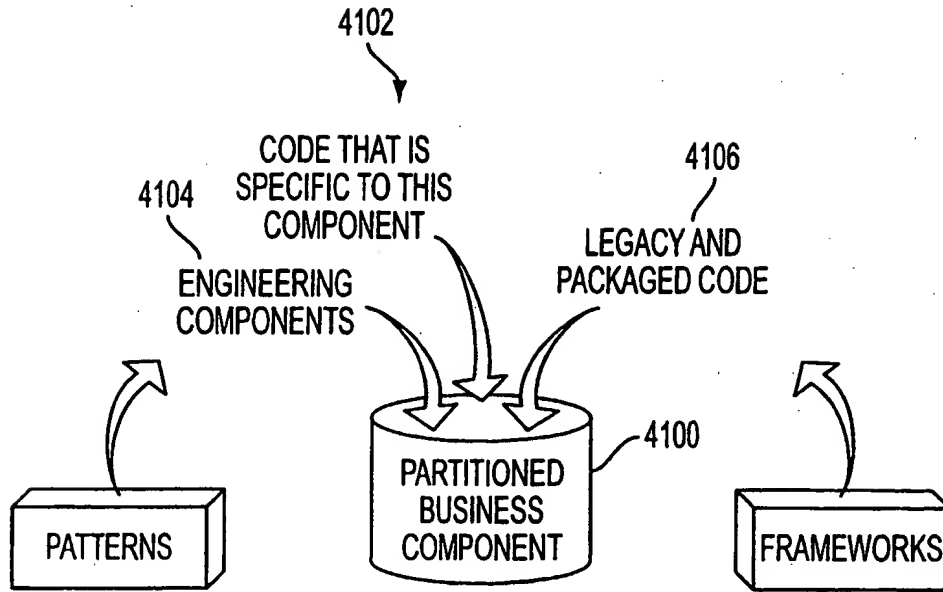 4102
CODE THAT IS
SPECIFIC TO THIS
COMPONENT
4104
ENGINEERING
COMPONENTS
4106
LEGACY AND
PACKAGED CODE
4100
PARTITIONED
BUSINESS
COMPONENT
PATTERNS
FRAMEWORKS